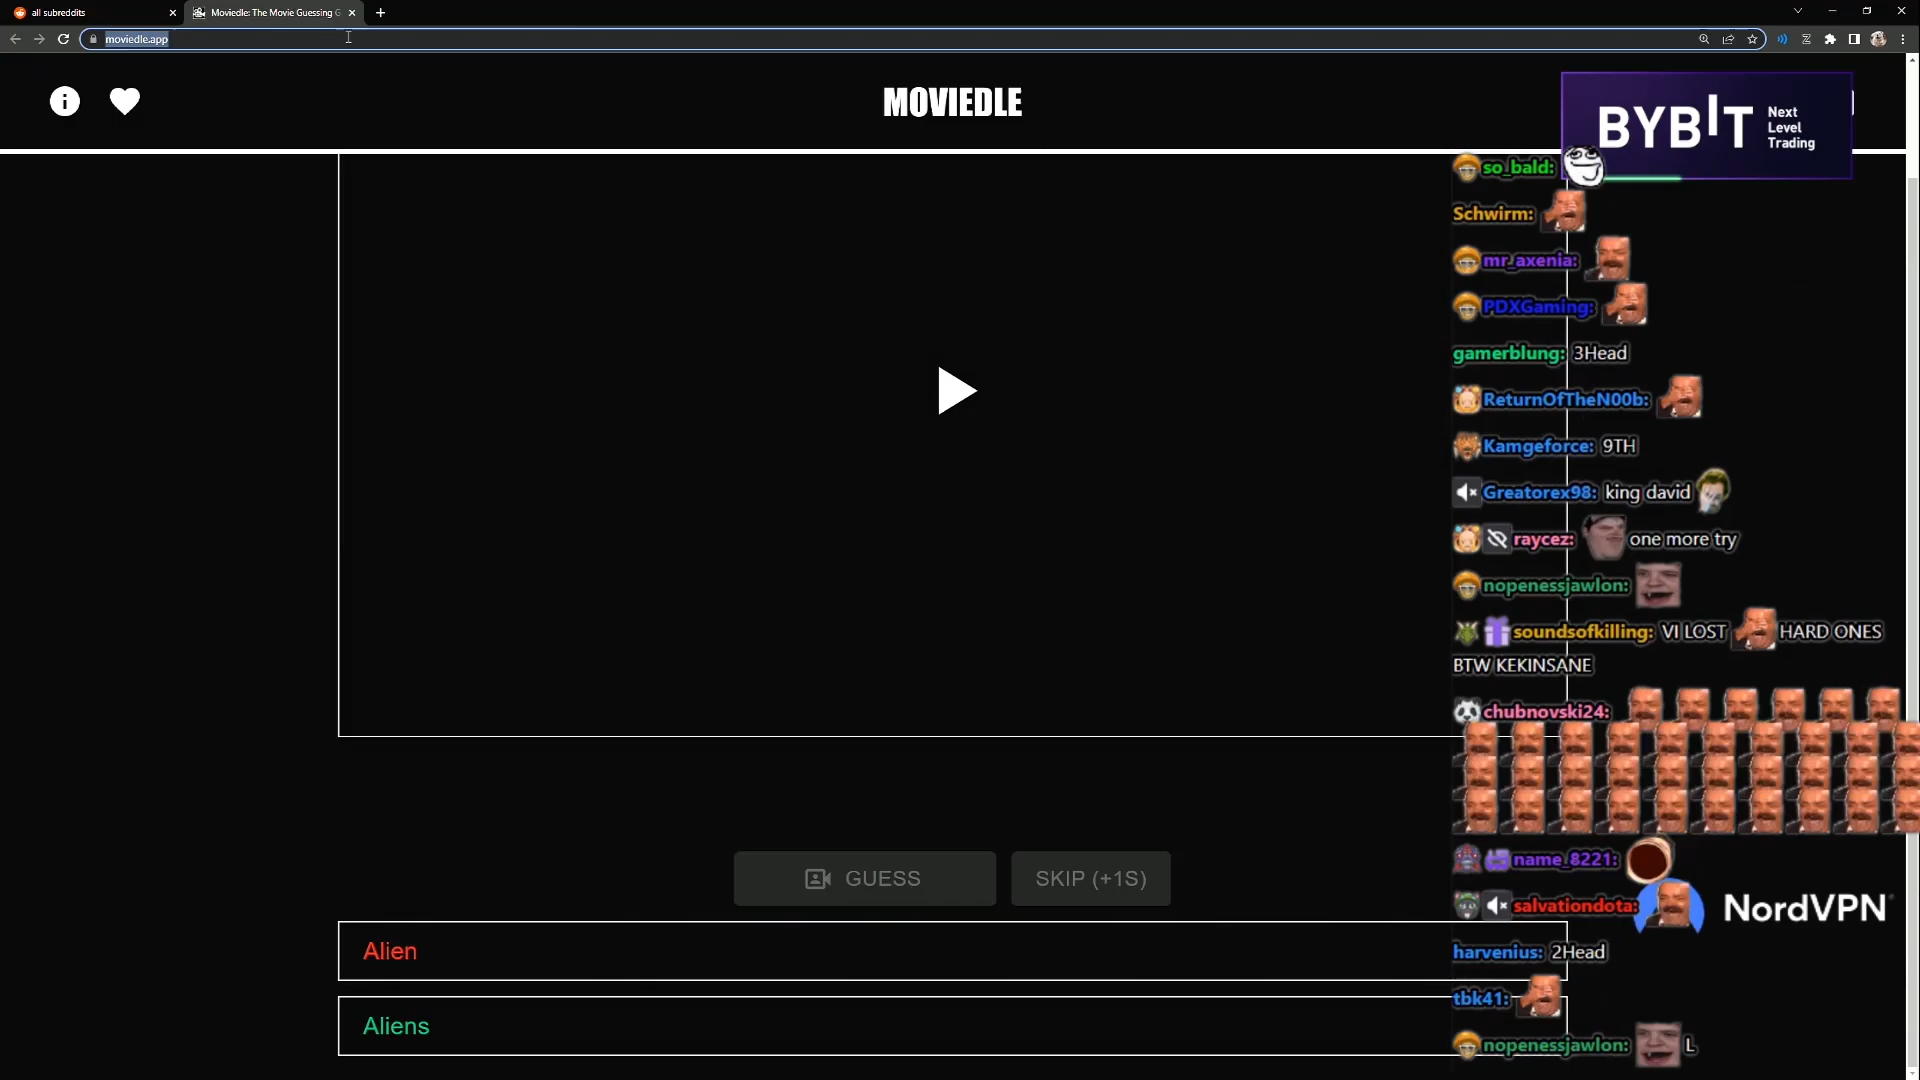 all subreddits
Moviedle: The Movie Guessing G
moviedle.app
MOVIEDLE
BYBIT
Next
Level
Trading
so_bald:
Schwirm:
mr_axenia:
PDXGaming:
gamerblung: 3Head
ReturnOfTheN00b:
Kamgeforce: 9TH
Greatorex98: king david
raycez: one more try
nopenessjawlon:
soundsofkilling: VI LOST HARD ONES
BTW KEKINSANE
chubnovski24:
name_8221:
salvationdota:
NordVPN
harvenius: 2Head
tbk41:
nopenessjawlon: L
GUESS
SKIP (+1S)
Alien
Aliens